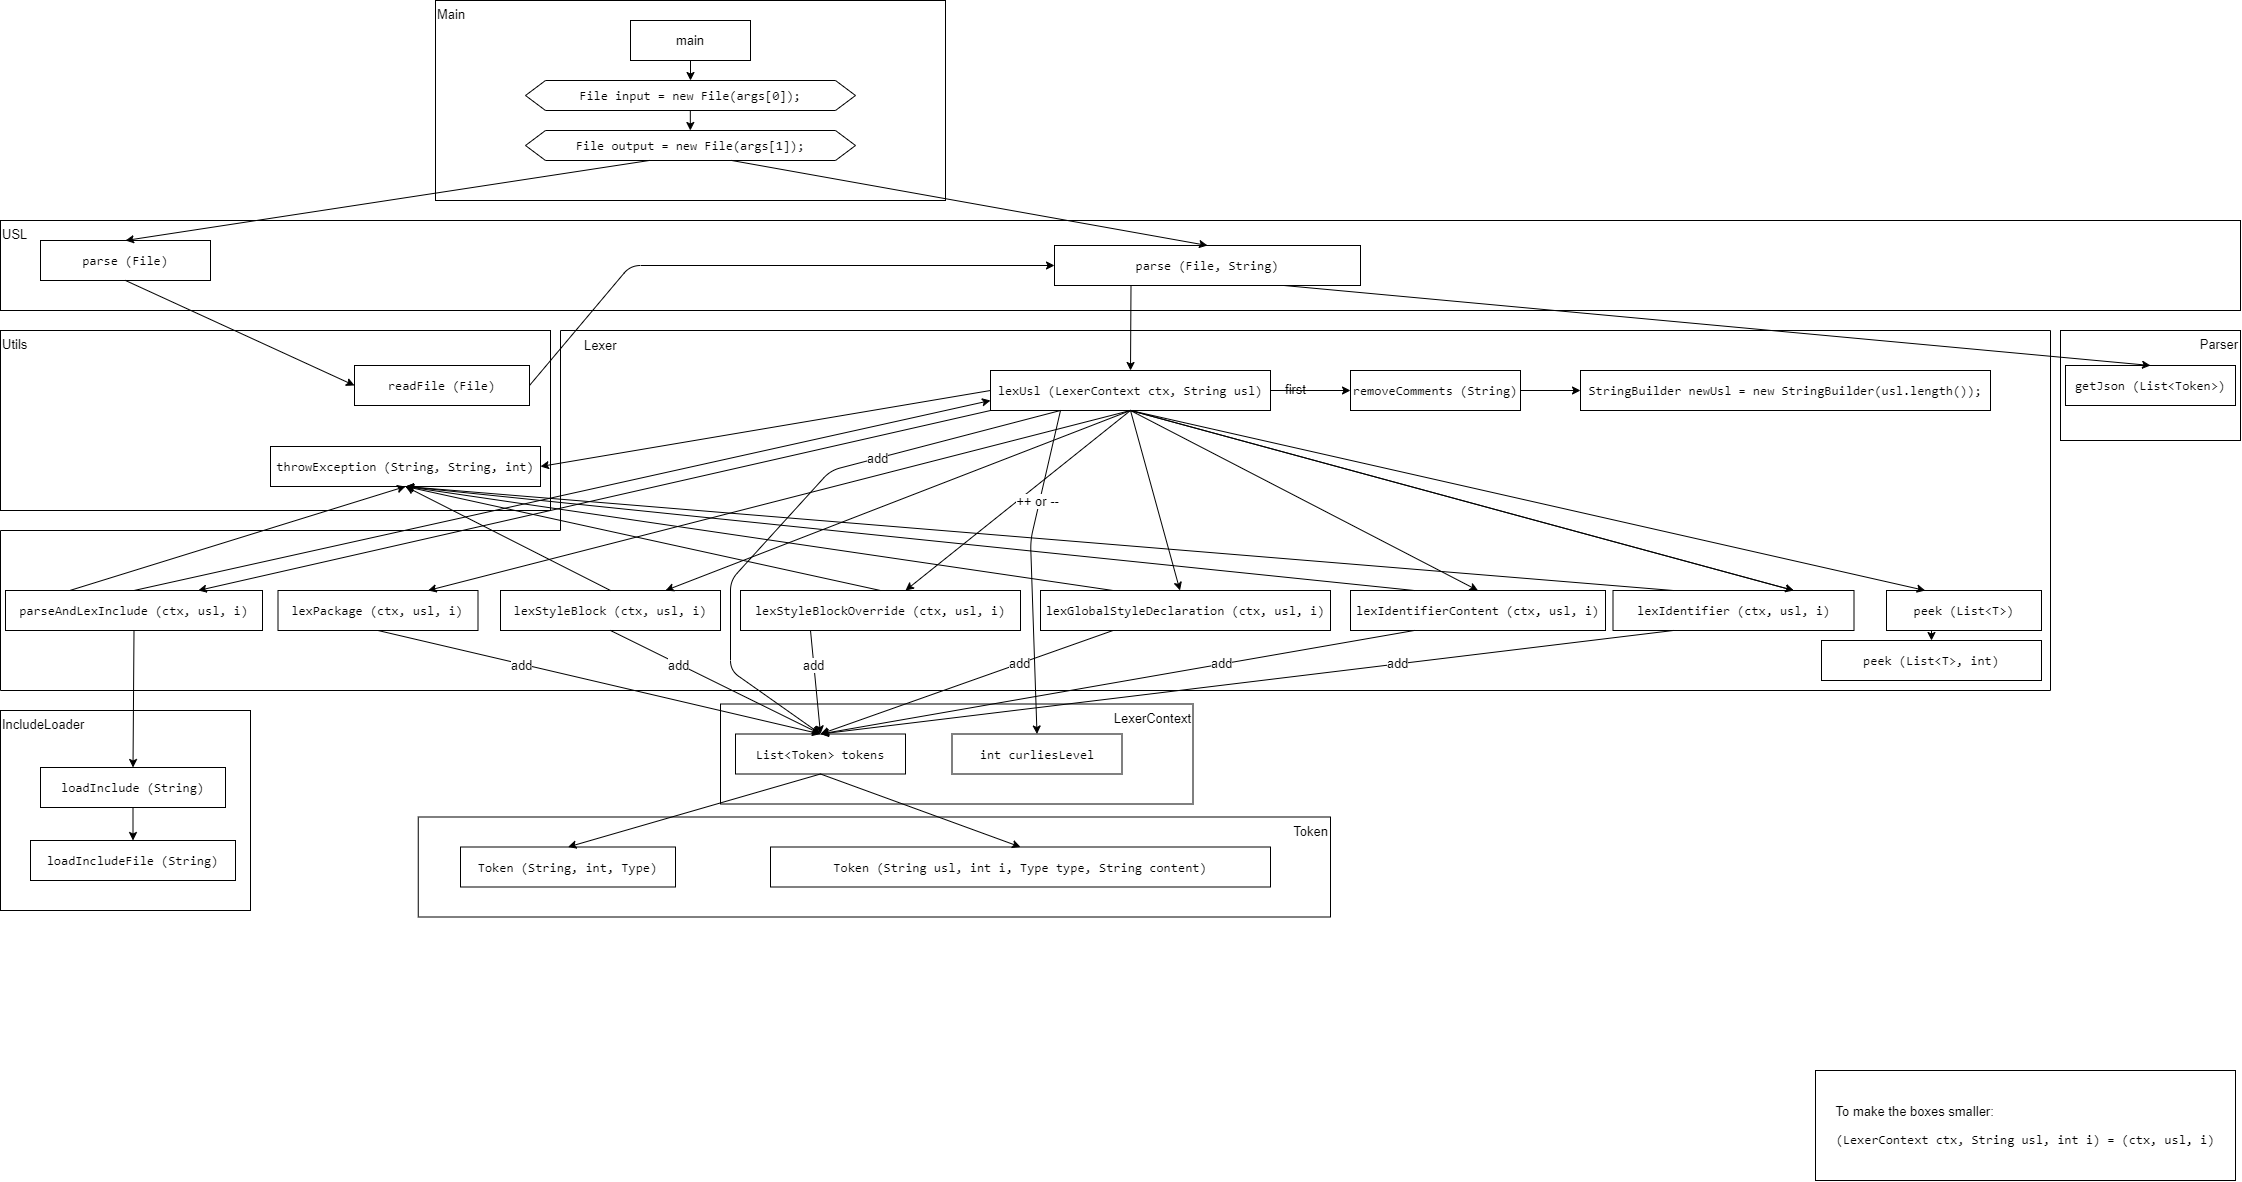 Main
main
File input = new File(args[0]);
File output = new File(args[1]);
USL
parse (File)
parse (File, String)
Utils
Lexer
Parser
readFile (File)
lexUsl (LexerContext ctx, String usl)
first
removeComments (String)
StringBuilder newUsl = new StringBuilder(usl.length());
getJson (List<Token>)
throwException (String, String, int)
add
++ or --
parseAndLexInclude (ctx, usl, i)
lexPackage (ctx, usl, i)
lexStyleBlock (ctx, usl, i)
lexStyleBlockOverride (ctx, usl, i)
lexGlobalStyleDeclaration (ctx, usl, i)
lexIdentifierContent (ctx, usl, i)
lexIdentifier (ctx, usl, i)
peek (List<T>)
peek (List<T>, int)
add
add
add
add
add
add
IncludeLoader
LexerContext
List<Token> tokens
int curliesLevel
loadInclude (String)
loadIncludeFile (String)
Token
Token (String, int, Type)
Token (String usl, int i, Type type, String content)
To make the boxes smaller:
(LexerContext ctx, String usl, int i) = (ctx, usl, i)